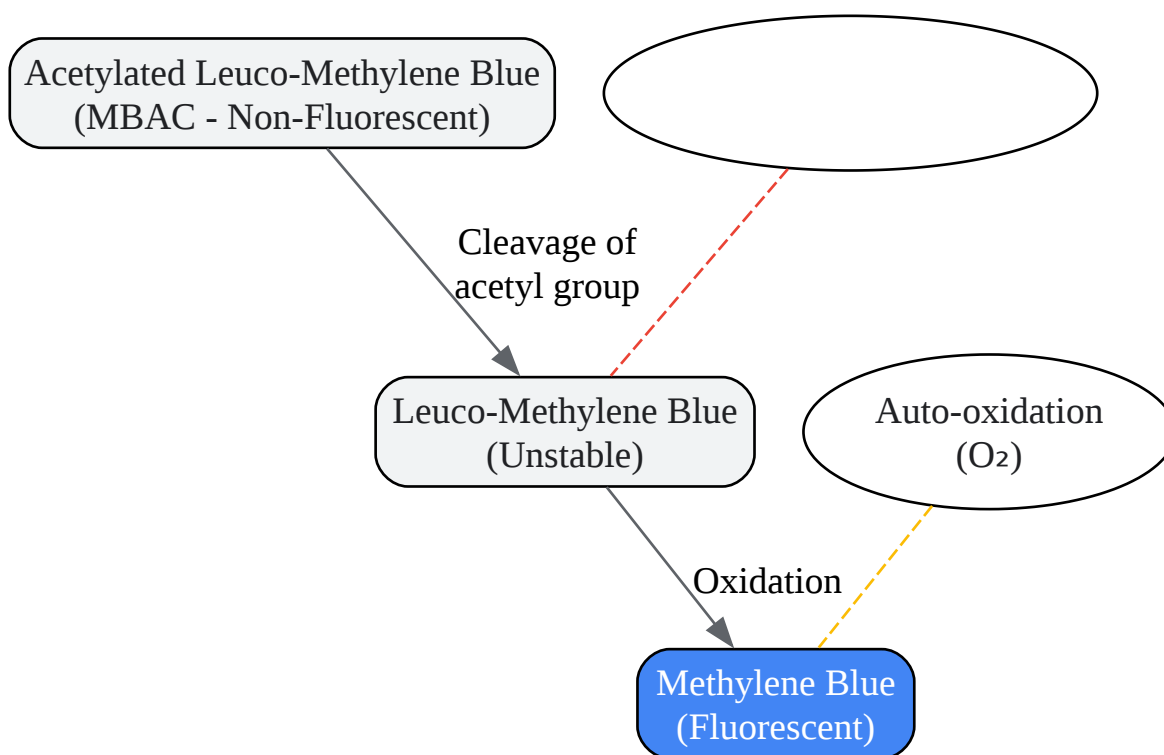 Acetylated Leuco-Methylene Blue
(MBAC - Non-Fluorescent)
Cleavage of
acetyl group
Leuco-Methylene Blue
(Unstable)
Auto-oxidation
(O₂)
Oxidation
Methylene Blue
(Fluorescent)